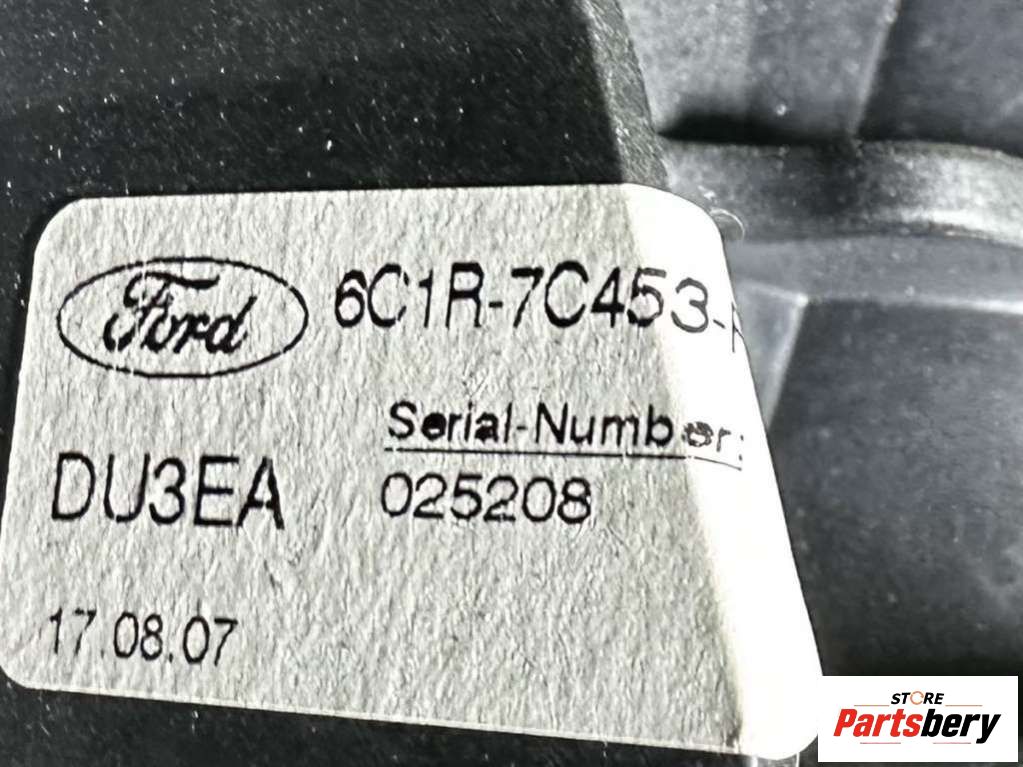 Ford 6C1R-7C453-
Serial-Number:
DU3EA 025208
17.08.07
STORE
Partsbery